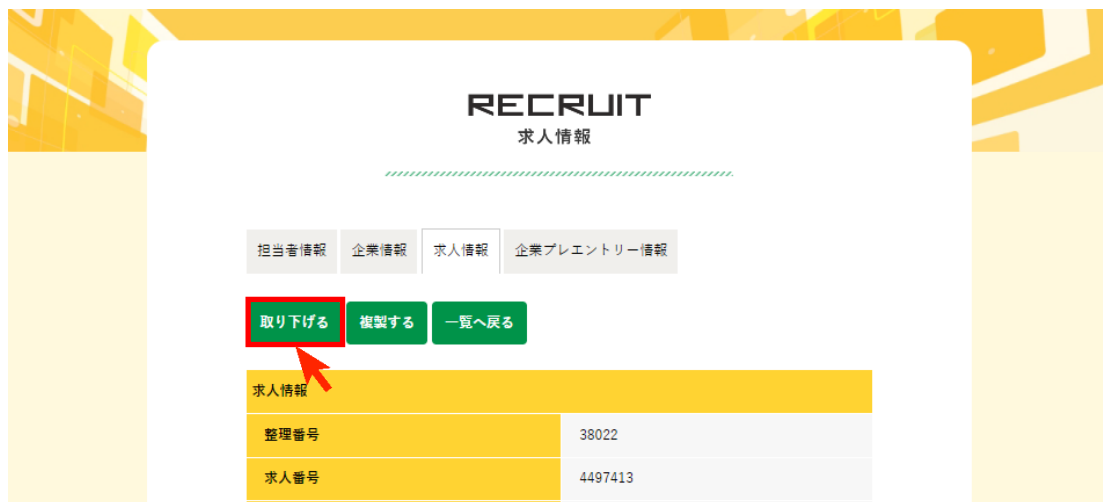 RECRUIT
求人情報
担当者情報 企業情報 求人情報 企業プレエントリー情報
取り下げる 複製する 一覧へ戻る
求人情報
整理番号 38022
求人番号 4497413